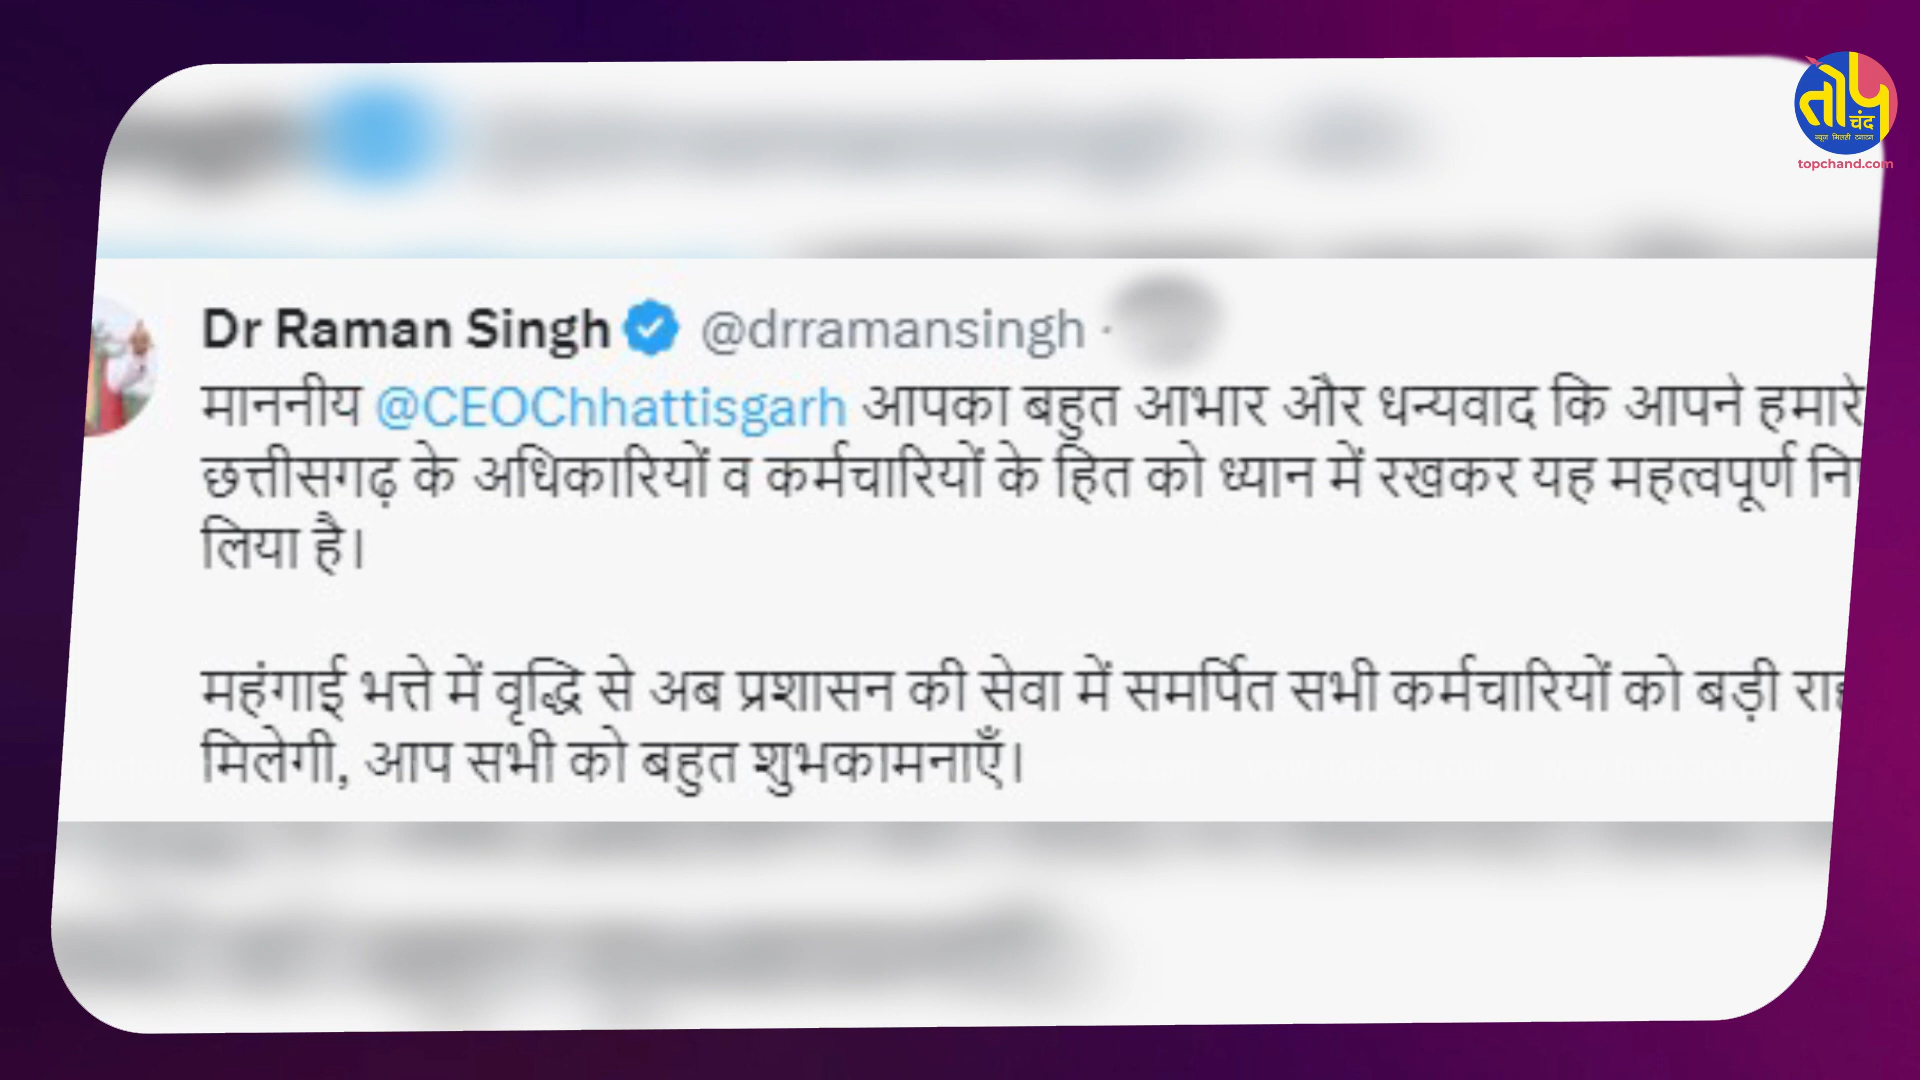 तोप
चंद
topchand.com
Dr Raman Singh @drramansingh ·
माननीय @CEOChhattisgarh आपका बहुत आभार और धन्यवाद कि आपने हमारे
छत्तीसगढ़ के अधिकारियों व कर्मचारियों के हित को ध्यान में रखकर यह महत्वपूर्ण
लिया है।
महंगाई भत्ते में वृद्धि से अब प्रशासन की सेवा में समर्पित सभी कर्मचारियों को बड़ी
मिलेगी, आप सभी को बहुत शुभकामनाएँ।